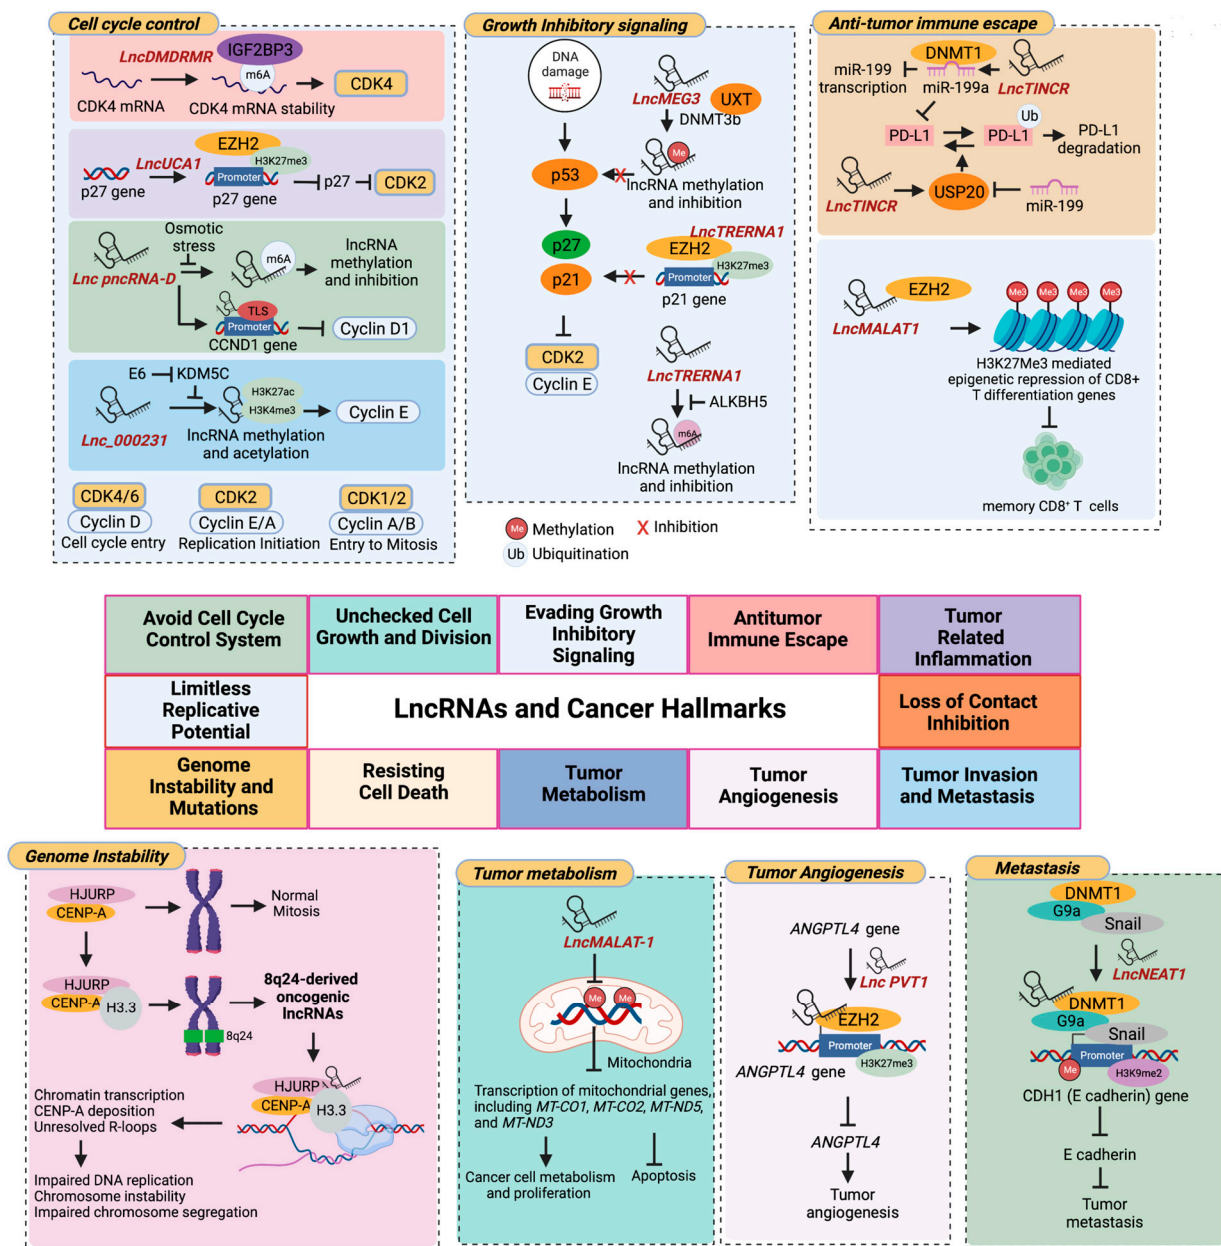 Cell cycle control
LncDMDRMR
IGF2BP3
m6A
CDK4
CDK4 mRNA
CDK4 mRNA stability
EZH2
LncUCA1
H3K27me3
Promoter
p27 gene
p27 gene
p27
CDK2
Osmotic
stress
Lnc pncRNA-D
m6A
lncRNA
methylation
and inhibition
TLS
Promoter
CCND1 gene
Cyclin D1
E6
KDM5C
H3K27ac
H3K4me3
Cyclin E
Lnc_000231
lncRNA methylation
and acetylation
CDK4/6
Cyclin D
Cell cycle entry
CDK2
Cyclin E/A
Replication Initiation
CDK1/2
Cyclin A/B
Entry to Mitosis
Growth Inhibitory signaling
DNA
damage
LncMEG3
UXT
DNMT3b
Me
p53
lncRNA methylation
and inhibition
p27
p21
LncTRERNA1
EZH2
H3K27me3
Promoter
p21 gene
CDK2
Cyclin E
LncTRERNA1
ALKBH5
m6A
lncRNA methylation
and inhibition
Me Methylation
X Inhibition
Ub Ubiquitination
Anti-tumor immune escape
DNMT1
miR-199
transcription
miR-199a
LncTINCR
Ub
PD-L1
PD-L1
PD-L1
degradation
LncTINCR
USP20
miR-199
EZH2
LncMALAT1
Me3 Me3 Me3 Me3
H3K27Me3 mediated
epigenetic repression of CD8+
T differentiation genes
memory CD8+ T cells
Avoid Cell Cycle
Control System
Unchecked Cell
Growth and Division
Evading Growth
Inhibitory
Signaling
Antitumor
Immune Escape
Tumor
Related
Inflammation
Limitless
Replicative
Potential
LncRNAs and Cancer Hallmarks
Loss of Contact
Inhibition
Genome
Instability and
Mutations
Resisting
Cell Death
Tumor
Metabolism
Tumor
Angiogenesis
Tumor Invasion
and Metastasis
Genome Instability
HJURP
CENP-A
Normal
Mitosis
HJURP
CENP-A
H3.3
8q24
8q24-derived
oncogenic
lncRNAs
HJURP
CENP-A
H3.3
Chromatin transcription
CENP-A deposition
Unresolved R-loops
Impaired DNA replication
Chromosome instability
Impaired chromosome segregation
Tumor metabolism
LncMALAT-1
Me Me
Mitochondria
Transcription of mitochondrial genes,
including MT-CO1, MT-CO2, MT-ND5,
and MT-ND3
Cancer cell metabolism
and proliferation
Apoptosis
Tumor Angiogenesis
ANGPTL4 gene
Lnc PVT1
EZH2
Promoter
H3K27me3
ANGPTL4 gene
ANGPTL4
Tumor
angiogenesis
Metastasis
DNMT1
G9a
Snail
LncNEAT1
DNMT1
G9a
Snail
Promoter
Me
H3K9me2
CDH1 (E cadherin) gene
E cadherin
Tumor
metastasis